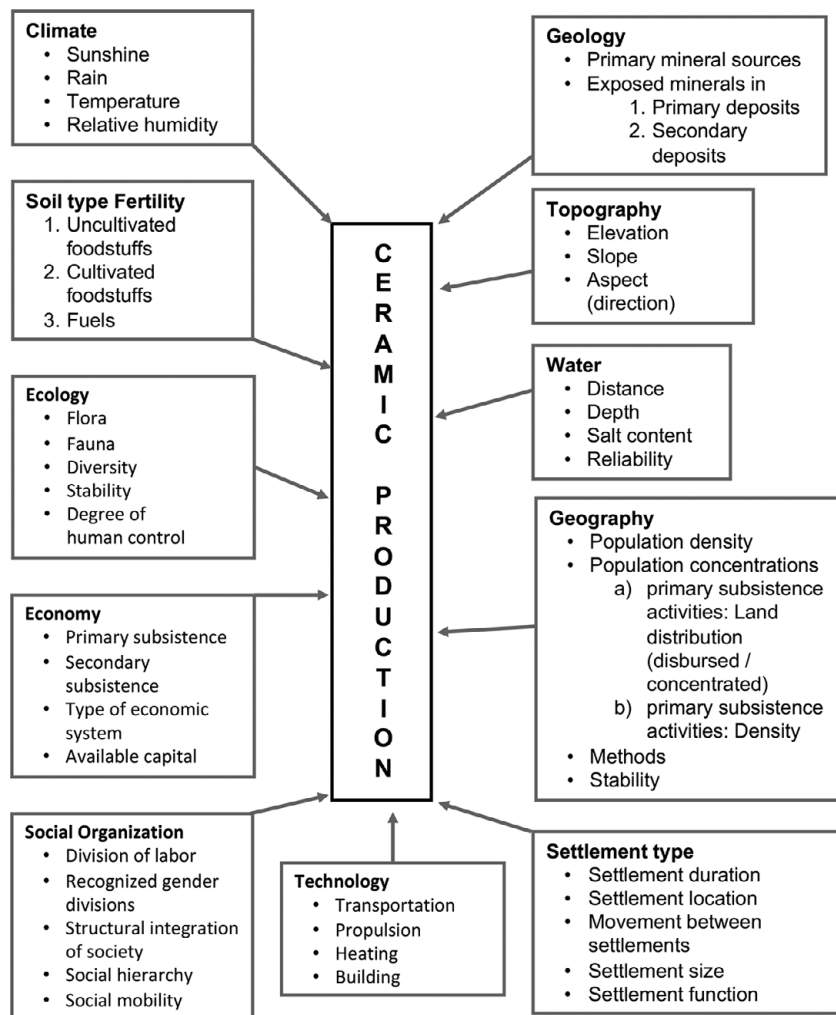 Climate
• Sunshine
• Rain
• Temperature
• Relative humidity
Soil type Fertility
1. Uncultivated
foodstuffs
2. Cultivated
foodstuffs
3. Fuels
Ecology
• Flora
• Fauna
• Diversity
• Stability
• Degree of
human control
Economy
• Primary subsistence
• Secondary
subsistence
• Type of economic
system
• Available capital
Social Organization
• Division of labor
• Recognized gender
divisions
• Structural integration
of society
• Social hierarchy
• Social mobility
CERAMIC PRODUCTION
Technology
• Transportation
• Propulsion
• Heating
• Building
Geology
• Primary mineral sources
• Exposed minerals in
1. Primary deposits
2. Secondary
deposits
Topography
• Elevation
• Slope
• Aspect
(direction)
Water
• Distance
• Depth
• Salt content
• Reliability
Geography
• Population density
• Population concentrations
a) primary subsistence
activities: Land
distribution
(disbursed /
concentrated)
b) primary subsistence
activities: Density
• Methods
• Stability
Settlement type
• Settlement duration
• Settlement location
• Movement between
settlements
• Settlement size
• Settlement function